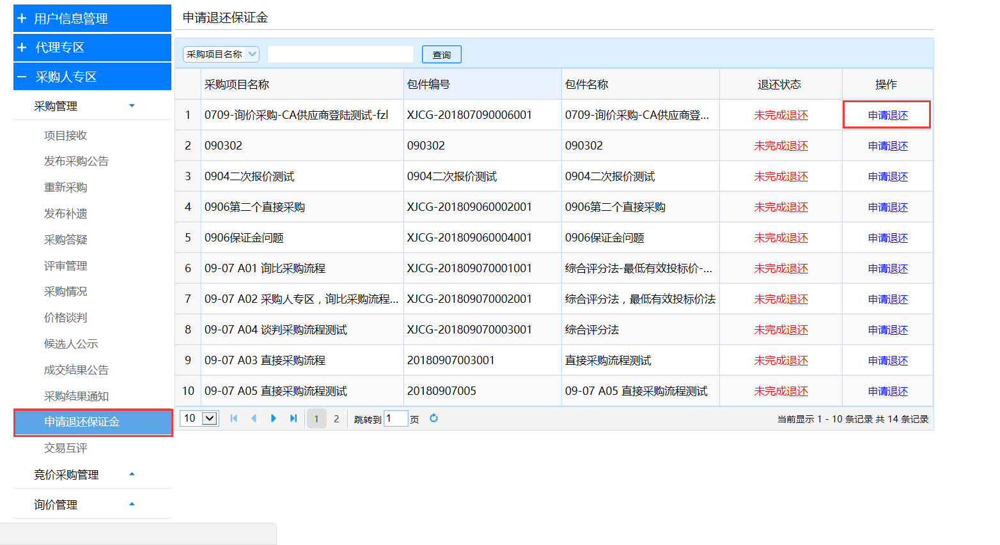 用户信息管理
代理专区
采购人专区
采购管理
项目接收
发布采购公告
重新采购
发布补遗
采购答疑
评审管理
采购情况
价格谈判
候选人公示
成交结果公告
采购结果通知
申请退还保证金
交易互评
竞价采购管理
询价管理
申请退还保证金
采购项目名称 查询
采购项目名称 包件编号 包件名称 退还状态 操作
1 0709-询价采购-CA供应商登陆测试-fzl XJCG-201807090006001 0709-询价采购-CA供应商登... 未完成退还 申请退还
2 090302 090302 090302 未完成退还 申请退还
3 0904二次报价测试 0904二次报价测试 0904二次报价测试 未完成退还 申请退还
4 0906第二个直接采购 XJCG-201809060002001 0906第二个直接采购 未完成退还 申请退还
5 0906保证金问题 XJCG-201809060004001 0906保证金问题 未完成退还 申请退还
6 09-07 A01 询比采购流程 XJCG-201809070001001 综合评分法-最低有效投标价-... 未完成退还 申请退还
7 09-07 A02 采购人专区，询比采购流程... XJCG-201809070002001 综合评分法，最低有效投标价法 未完成退还 申请退还
8 09-07 A04 谈判采购流程测试 XJCG-201809070003001 综合评分法 未完成退还 申请退还
9 09-07 A03 直接采购流程 20180907003001 直接采购流程测试 未完成退还 申请退还
10 09-07 A05 直接采购流程测试 20180907005 09-07 A05 直接采购流程测试 未完成退还 申请退还
10 1 2 跳转到 1 页 当前显示 1 - 10 条记录 共 14 条记录